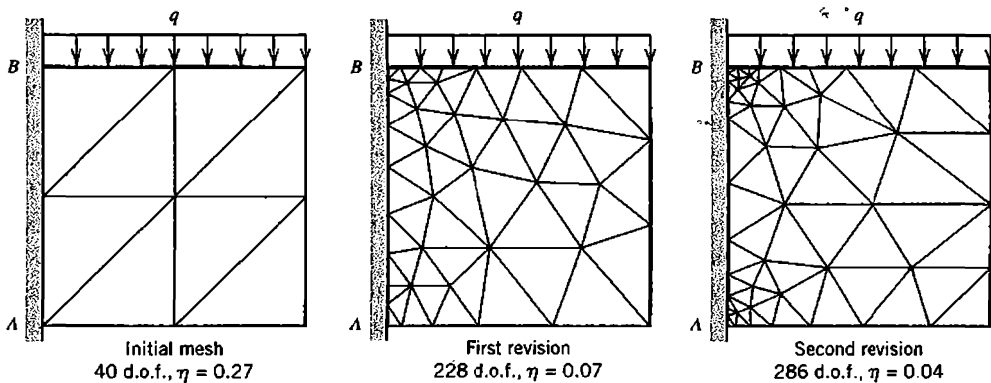 q
q
q
B
B
B
A
A
A
Initial mesh
40 d.o.f., η = 0.27
First revision
228 d.o.f., η = 0.07
Second revision
286 d.o.f., η = 0.04